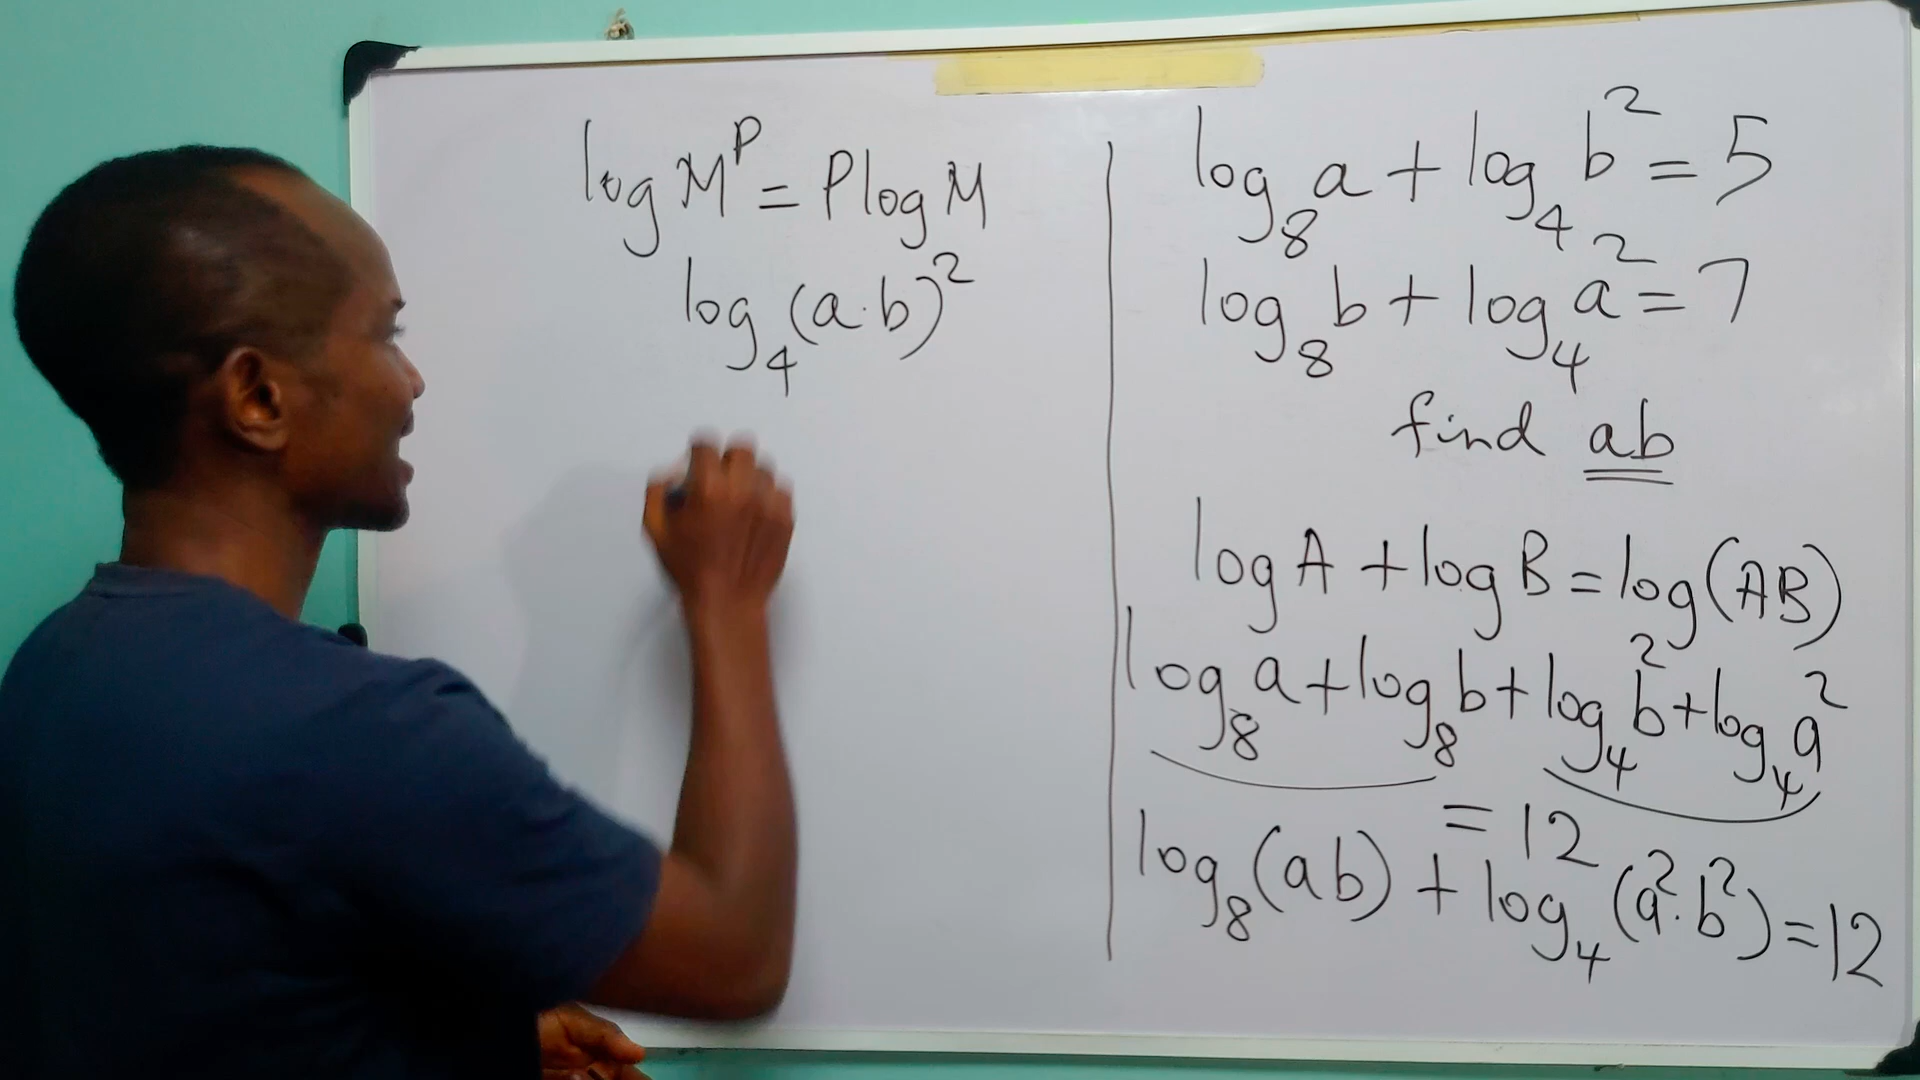 log M^P = P log M
log_4 (a·b)^2
log_8 a + log_4 b^2 = 5
log_8 b + log_4 a^2 = 7
find ab
log A + log B = log (AB)
log_8 a + log_8 b + log_4 b^2 + log_4 a^2
= 12
log_8 (ab) + log_4 (a^2·b^2) = 12